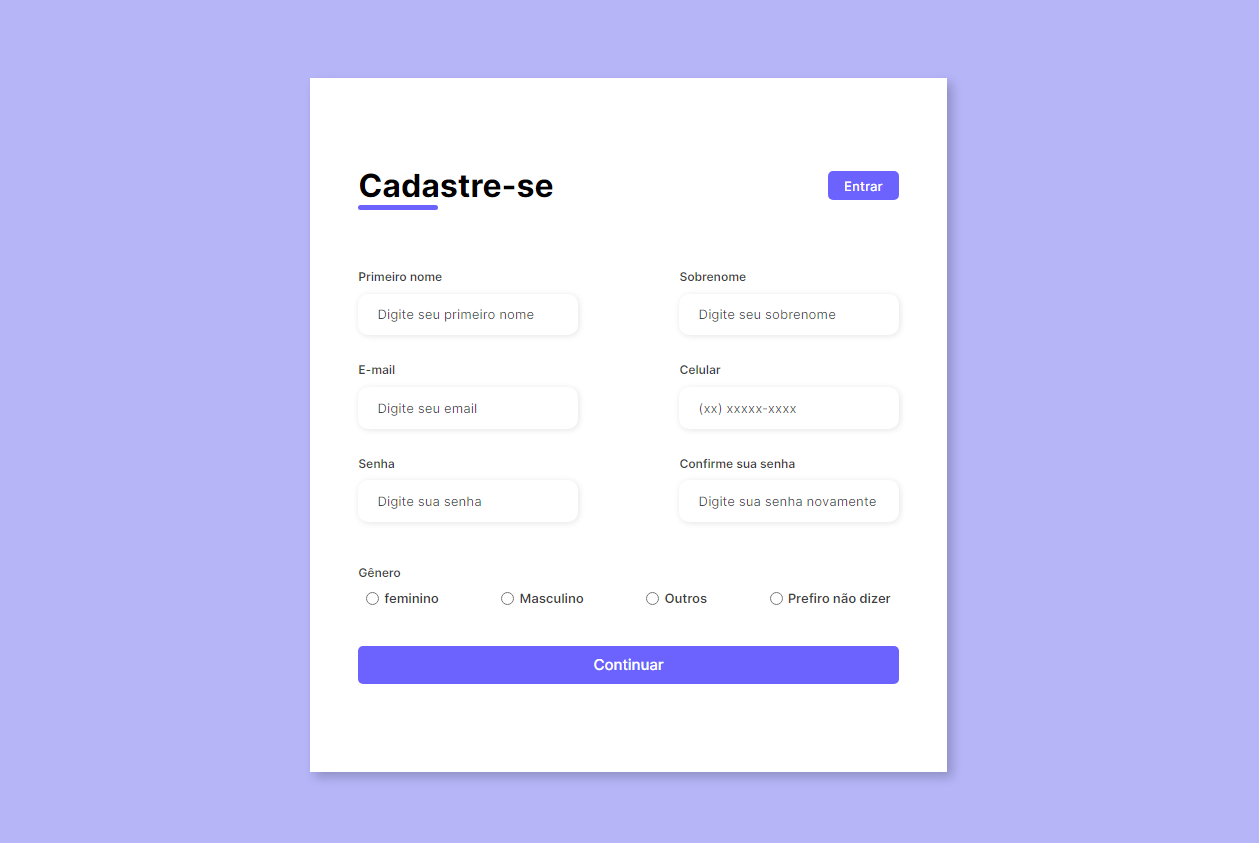 Cadastre-se
Entrar
Primeiro nome
Sobrenome
Digite seu primeiro nome
Digite seu sobrenome
E-mail
Celular
Digite seu email
(xx) xxxxx-xxxx
Senha
Confirme sua senha
Digite sua senha
Digite sua senha novamente
Gênero
feminino
Masculino
Outros
Prefiro não dizer
Continuar